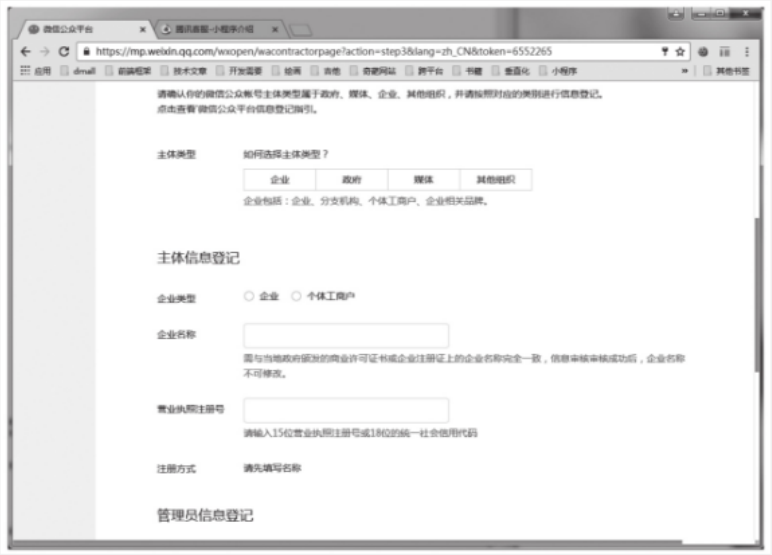 微信公众平台
腾讯客服-小程序介绍
https://mp.weixin.qq.com/wxopen/wacontractorpage?action=step3&lang=zh_CN&token=6552265
应用 dmall 前端框架 技术文章 开发需要 绘画 吉他 奇葩网站 跨平台 书籍 垂直化 小程序 » 其他书签
请确认你的微信公众账号主体类型属于政府、媒体、企业、其他组织，并请按照对应的类别进行信息登记。
点击查看微信公众平台信息登记指引。
主体类型 如何选择主体类型？
企业 政府 媒体 其他组织
企业包括：企业、分支机构、个体工商户、企业相关品牌。
主体信息登记
企业类型 企业 个体工商户
企业名称
需与当地政府颁发的商业许可证书或企业注册证上的企业名称完全一致，信息审核审核成功后，企业名称
不可修改。
营业执照注册号
请输入15位营业执照注册号或18位的统一社会信用代码
注册方式 请先填写名称
管理员信息登记